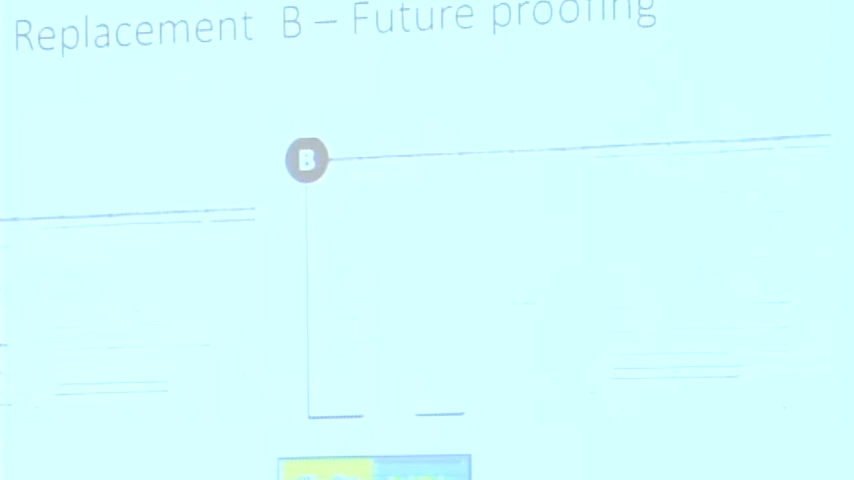 Replacement B – Future proofing
B